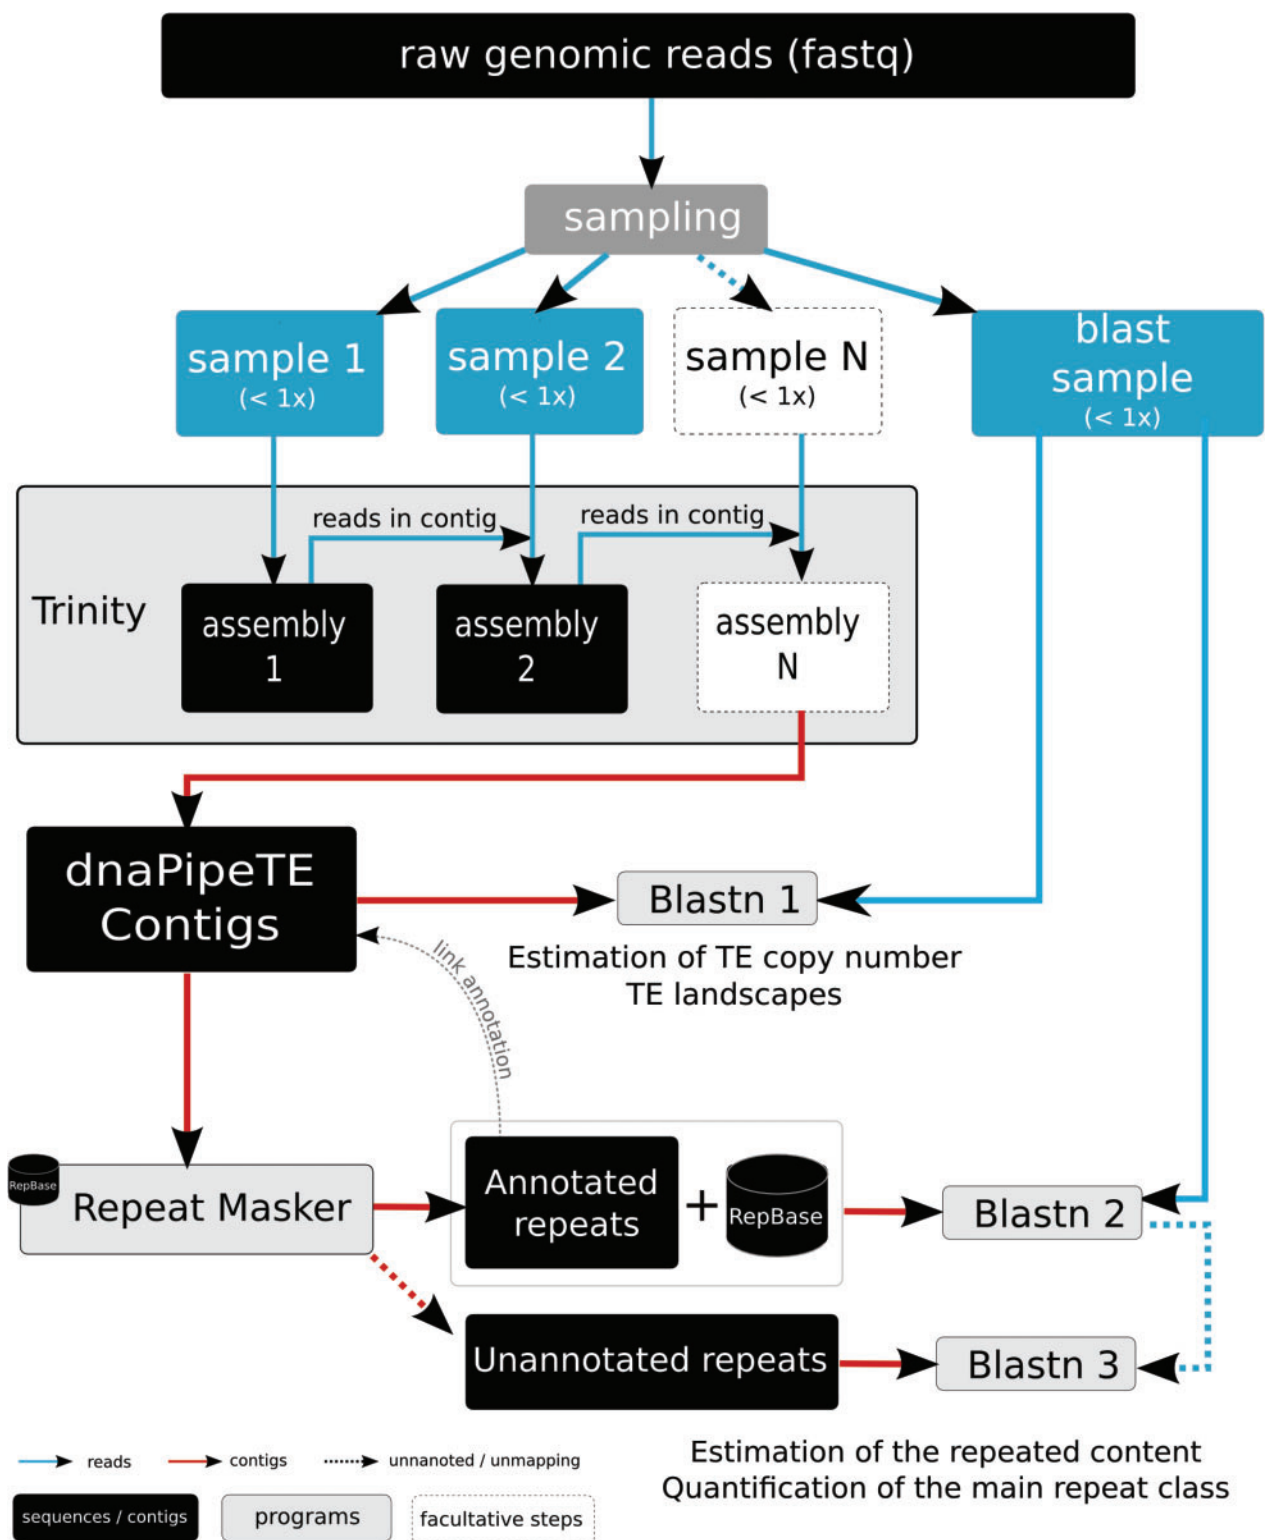 raw genomic reads (fastq)
sampling
sample 1
(< 1x)
sample 2
(< 1x)
sample N
(< 1x)
blast
sample
(< 1x)
reads in contig
reads in contig
Trinity
assembly
1
assembly
2
assembly
N
dnaPipeTE
Contigs
Blastn 1
Estimation of TE copy number
TE landscapes
link annotation
RepBase
Repeat Masker
Annotated
repeats
+
RepBase
Blastn 2
Unannotated repeats
Blastn 3
Estimation of the repeated content
Quantification of the main repeat class
reads
contigs
unnanoted / unmapping
sequences / contigs
programs
facultative steps